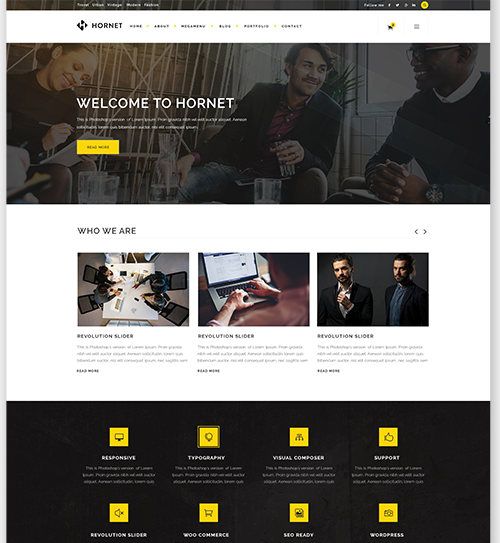 Travel Urban Vintage Modern Fashion
Follow me
HORNET
HOME ABOUT MEGAMENU BLOG PORTFOLIO CONTACT
WELCOME TO HORNET
This is Photoshop's version of Lorem Ipsum. Proin gravida nibh vel velit auctor aliquet. Aenean
sollicitudin, lorem quis bibendum auctor, nisi elit consequat ipsum,
READ MORE
WHO WE ARE
REVOLUTION SLIDER
This is Photoshop's version of Lorem Ipsum. Proin gravida
nibh vel velit auctor aliquet. Aenean sollicitudin, lorem quis
bibendum auctor, nisi elit consequat ipsum, nec sagittis sem
READ MORE
REVOLUTION SLIDER
This is Photoshop's version of Lorem Ipsum. Proin gravida
nibh vel velit auctor aliquet. Aenean sollicitudin, lorem quis
bibendum auctor, nisi elit consequat ipsum, nec sagittis sem
READ MORE
REVOLUTION SLIDER
This is Photoshop's version of Lorem Ipsum. Proin gravida
nibh vel velit auctor aliquet. Aenean sollicitudin, lorem quis
bibendum auctor, nisi elit consequat ipsum, nec sagittis sem
READ MORE
RESPONSIVE
This is Photoshop's version of Lorem
Ipsum. Proin gravida nibh vel velit auctor
aliquet. Aenean sollicitudin, lorem quis
TYPOGRAPHY
This is Photoshop's version of Lorem
Ipsum. Proin gravida nibh vel velit auctor
aliquet. Aenean sollicitudin, lorem quis
VISUAL COMPOSER
This is Photoshop's version of Lorem
Ipsum. Proin gravida nibh vel velit auctor
aliquet. Aenean sollicitudin, lorem quis
SUPPORT
This is Photoshop's version of Lorem
Ipsum. Proin gravida nibh vel velit auctor
aliquet. Aenean sollicitudin, lorem quis
REVOLUTION SLIDER
WOO COMMERCE
SEO READY
WORDPRESS